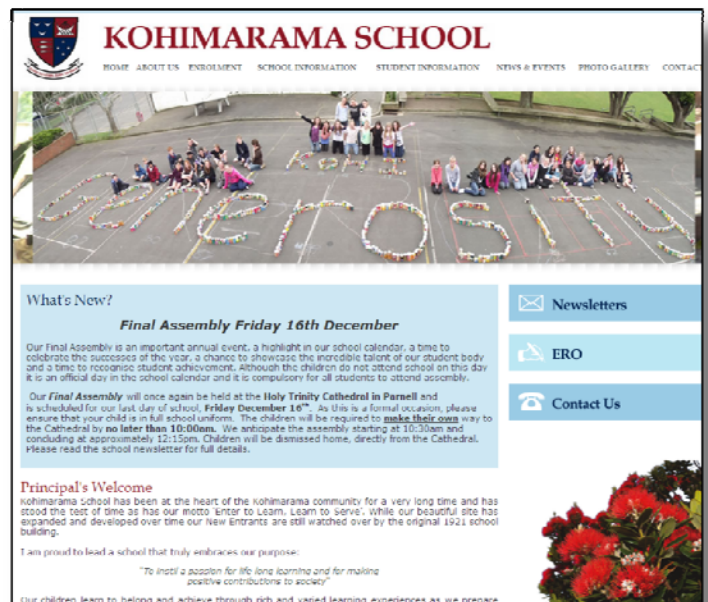 KOHIMARAMA SCHOOL
HOME ABOUT US ENROLMENT SCHOOL INFORMATION STUDENT INFORMATION NEWS & EVENTS PHOTO GALLERY CONTACT
Kohi
Generosity
What's New?
Final Assembly Friday 16th December
Our Final Assembly is an important annual event, a highlight in our school calendar, a time to
celebrate the successes of the year, a chance to showcase the incredible talent of our student body
and a time to recognise student achievement. Although the children do not attend school on this day
it is an official day in the school calendar and it is compulsory for all students to attend assembly.
Our Final Assembly will once again be held at the Holy Trinity Cathedral in Parnell and
is scheduled for our last day of school, Friday December 16TH. As this is a formal occasion, please
ensure that your child is in full school uniform. The children will be required to make their own way to
the Cathedral by no later than 10:00am. We anticipate the assembly starting at 10:30am and
concluding at approximately 12:15pm. Children will be dismissed home, directly from the Cathedral.
Please read the school newsletter for full details.
Newsletters
ERO
Contact Us
Principal's Welcome
Kohimarama School has been at the heart of the Kohimarama community for a very long time and has
stood the test of time as has our motto 'Enter to Learn, Learn to Serve'. While our beautiful site has
expanded and developed over time our New Entrants are still watched over by the original 1921 school
building.
I am proud to lead a school that truly embraces our purpose:
"To instil a passion for life long learning and for making
positive contributions to society"
Our children learn to belong and achieve through rich and varied learning experiences as we prepare